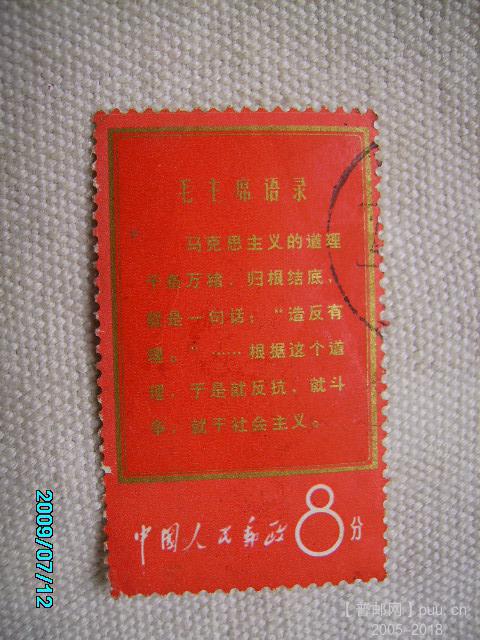 毛主席语录
马克思主义的道理
千条万绪，归根结底，
就是一句话：“造反有
理。”……根据这个道
理，于是就反抗，就斗
争，就干社会主义。
中国人民邮政 8分
2009/07/12
【普邮网】puu.cn
2005--2018